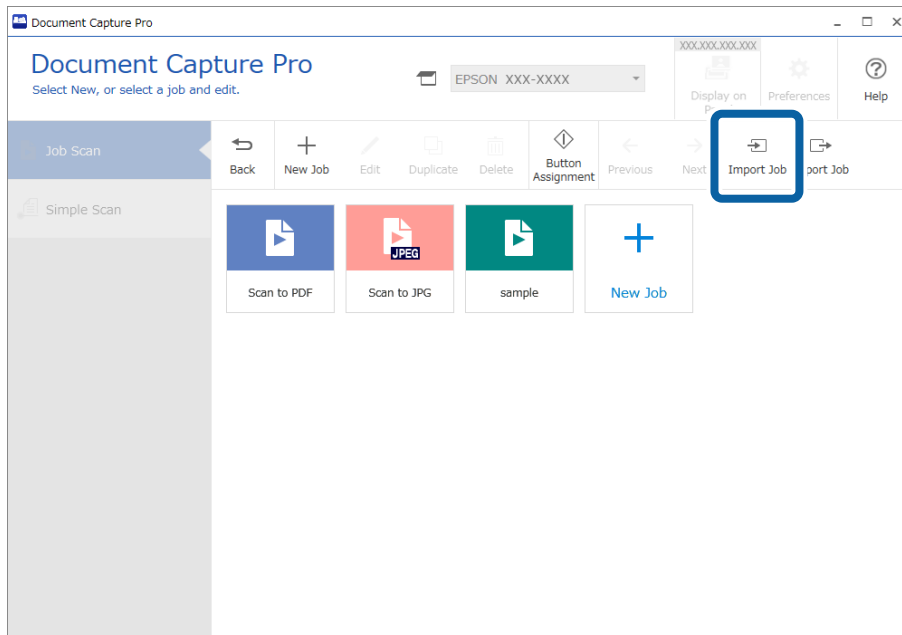 Document Capture Pro
Document Capture Pro
Select New, or select a job and edit.
EPSON XXX-XXXX
XXX.XXX.XXX.XXX
Display on
Preferences
Help
Job Scan
Simple Scan
Back
New Job
Edit
Duplicate
Delete
Button
Assignment
Previous
Next
Import Job
port Job
JPEG
Scan to PDF
Scan to JPG
sample
New Job